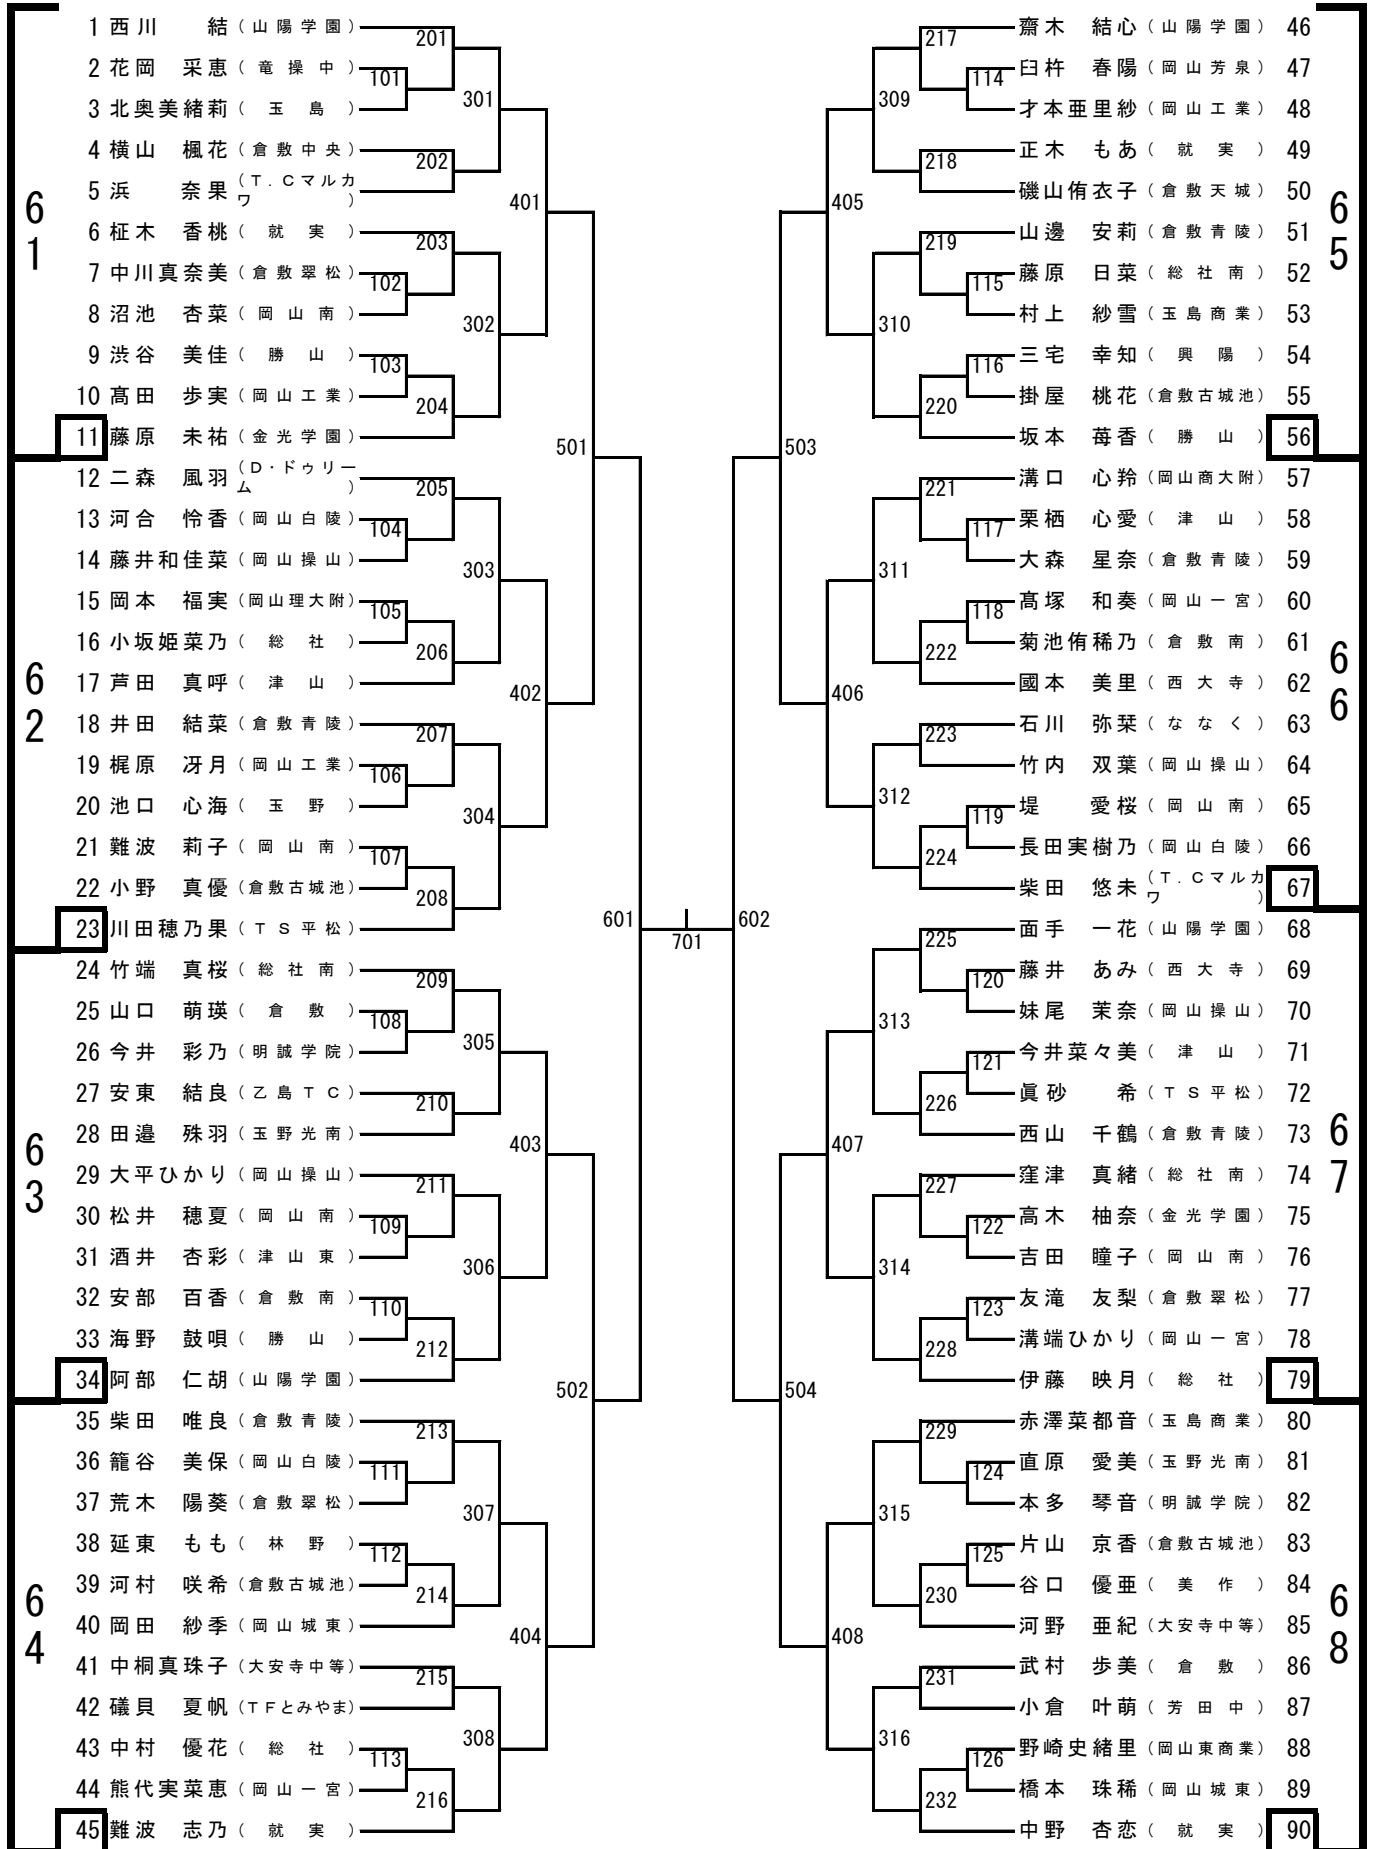 1 西川 結 (山陽学園)
2 花岡 采恵 (竜操中)
3 北奥美緒莉 (玉島)
4 横山 楓花 (倉敷中央)
5 浜 奈果 (T.Cマルカワ)
6 柾木 香桃 (就実)
7 中川真奈美 (倉敷翠松)
8 沼池 杏菜 (岡山南)
9 渋谷 美佳 (勝山)
10 髙田 歩実 (岡山工業)
11 藤原 未祐 (金光学園)
61
12 二森 風羽 (D・ドゥリーム)
13 河合 怜香 (岡山白陵)
14 藤井和佳菜 (岡山操山)
15 岡本 福実 (岡山理大附)
16 小坂姫菜乃 (総社)
17 芦田 真呼 (津山)
18 井田 結菜 (倉敷青陵)
19 梶原 冴月 (岡山工業)
20 池口 心海 (玉野)
21 難波 莉子 (岡山南)
22 小野 真優 (倉敷古城池)
23 川田穂乃果 (TS平松)
62
24 竹端 真桜 (総社南)
25 山口 萌瑛 (倉敷)
26 今井 彩乃 (明誠学院)
27 安東 結良 (乙島TC)
28 田邉 殊羽 (玉野光南)
29 大平ひかり (岡山操山)
30 松井 穂夏 (岡山南)
31 酒井 杏彩 (津山東)
32 安部 百香 (倉敷南)
33 海野 鼓唄 (勝山)
34 阿部 仁胡 (山陽学園)
63
35 柴田 唯良 (倉敷青陵)
36 籠谷 美保 (岡山白陵)
37 荒木 陽葵 (倉敷翠松)
38 延東 もも (林野)
39 河村 咲希 (倉敷古城池)
40 岡田 紗季 (岡山城東)
41 中桐真珠子 (大安寺中等)
42 礒貝 夏帆 (TFとみやま)
43 中村 優花 (総社)
44 熊代実菜恵 (岡山一宮)
45 難波 志乃 (就実)
64
101
102
103
104
105
106
107
108
109
110
111
112
113
201
202
203
204
205
206
207
208
209
210
211
212
213
214
215
216
301
302
303
304
305
306
307
308
401
402
403
404
501
502
601
701
602
503
504
405
406
407
408
309
310
311
312
313
314
315
316
217
218
219
220
221
222
223
224
225
226
227
228
229
230
231
232
114
115
116
117
118
119
120
121
122
123
124
125
126
齋木 結心 (山陽学園) 46
臼杵 春陽 (岡山芳泉) 47
才本亜里紗 (岡山工業) 48
正木 もあ (就実) 49
磯山侑衣子 (倉敷天城) 50
山邊 安莉 (倉敷青陵) 51
藤原 日菜 (総社南) 52
村上 紗雪 (玉島商業) 53
三宅 幸知 (興陽) 54
掛屋 桃花 (倉敷古城池) 55
坂本 苺香 (勝山) 56
65
溝口 心羚 (岡山商大附) 57
栗栖 心愛 (津山) 58
大森 星奈 (倉敷青陵) 59
髙塚 和奏 (岡山一宮) 60
菊池侑稀乃 (倉敷南) 61
國本 美里 (西大寺) 62
石川 弥栞 (ななく) 63
竹内 双葉 (岡山操山) 64
堤 愛桜 (岡山南) 65
長田実樹乃 (岡山白陵) 66
柴田 悠未 (T.Cマルカワ) 67
66
面手 一花 (山陽学園) 68
藤井 あみ (西大寺) 69
妹尾 茉奈 (岡山操山) 70
今井菜々美 (津山) 71
眞砂 希 (TS平松) 72
西山 千鶴 (倉敷青陵) 73
窪津 真緒 (総社南) 74
高木 柚奈 (金光学園) 75
吉田 瞳子 (岡山南) 76
友滝 友梨 (倉敷翠松) 77
溝端ひかり (岡山一宮) 78
伊藤 映月 (総社) 79
67
赤澤菜都音 (玉島商業) 80
直原 愛美 (玉野光南) 81
本多 琴音 (明誠学院) 82
片山 京香 (倉敷古城池) 83
谷口 優亜 (美作) 84
河野 亜紀 (大安寺中等) 85
武村 歩美 (倉敷) 86
小倉 叶萌 (芳田中) 87
野崎史緒里 (岡山東商業) 88
橋本 珠稀 (岡山城東) 89
中野 杏恋 (就実) 90
68